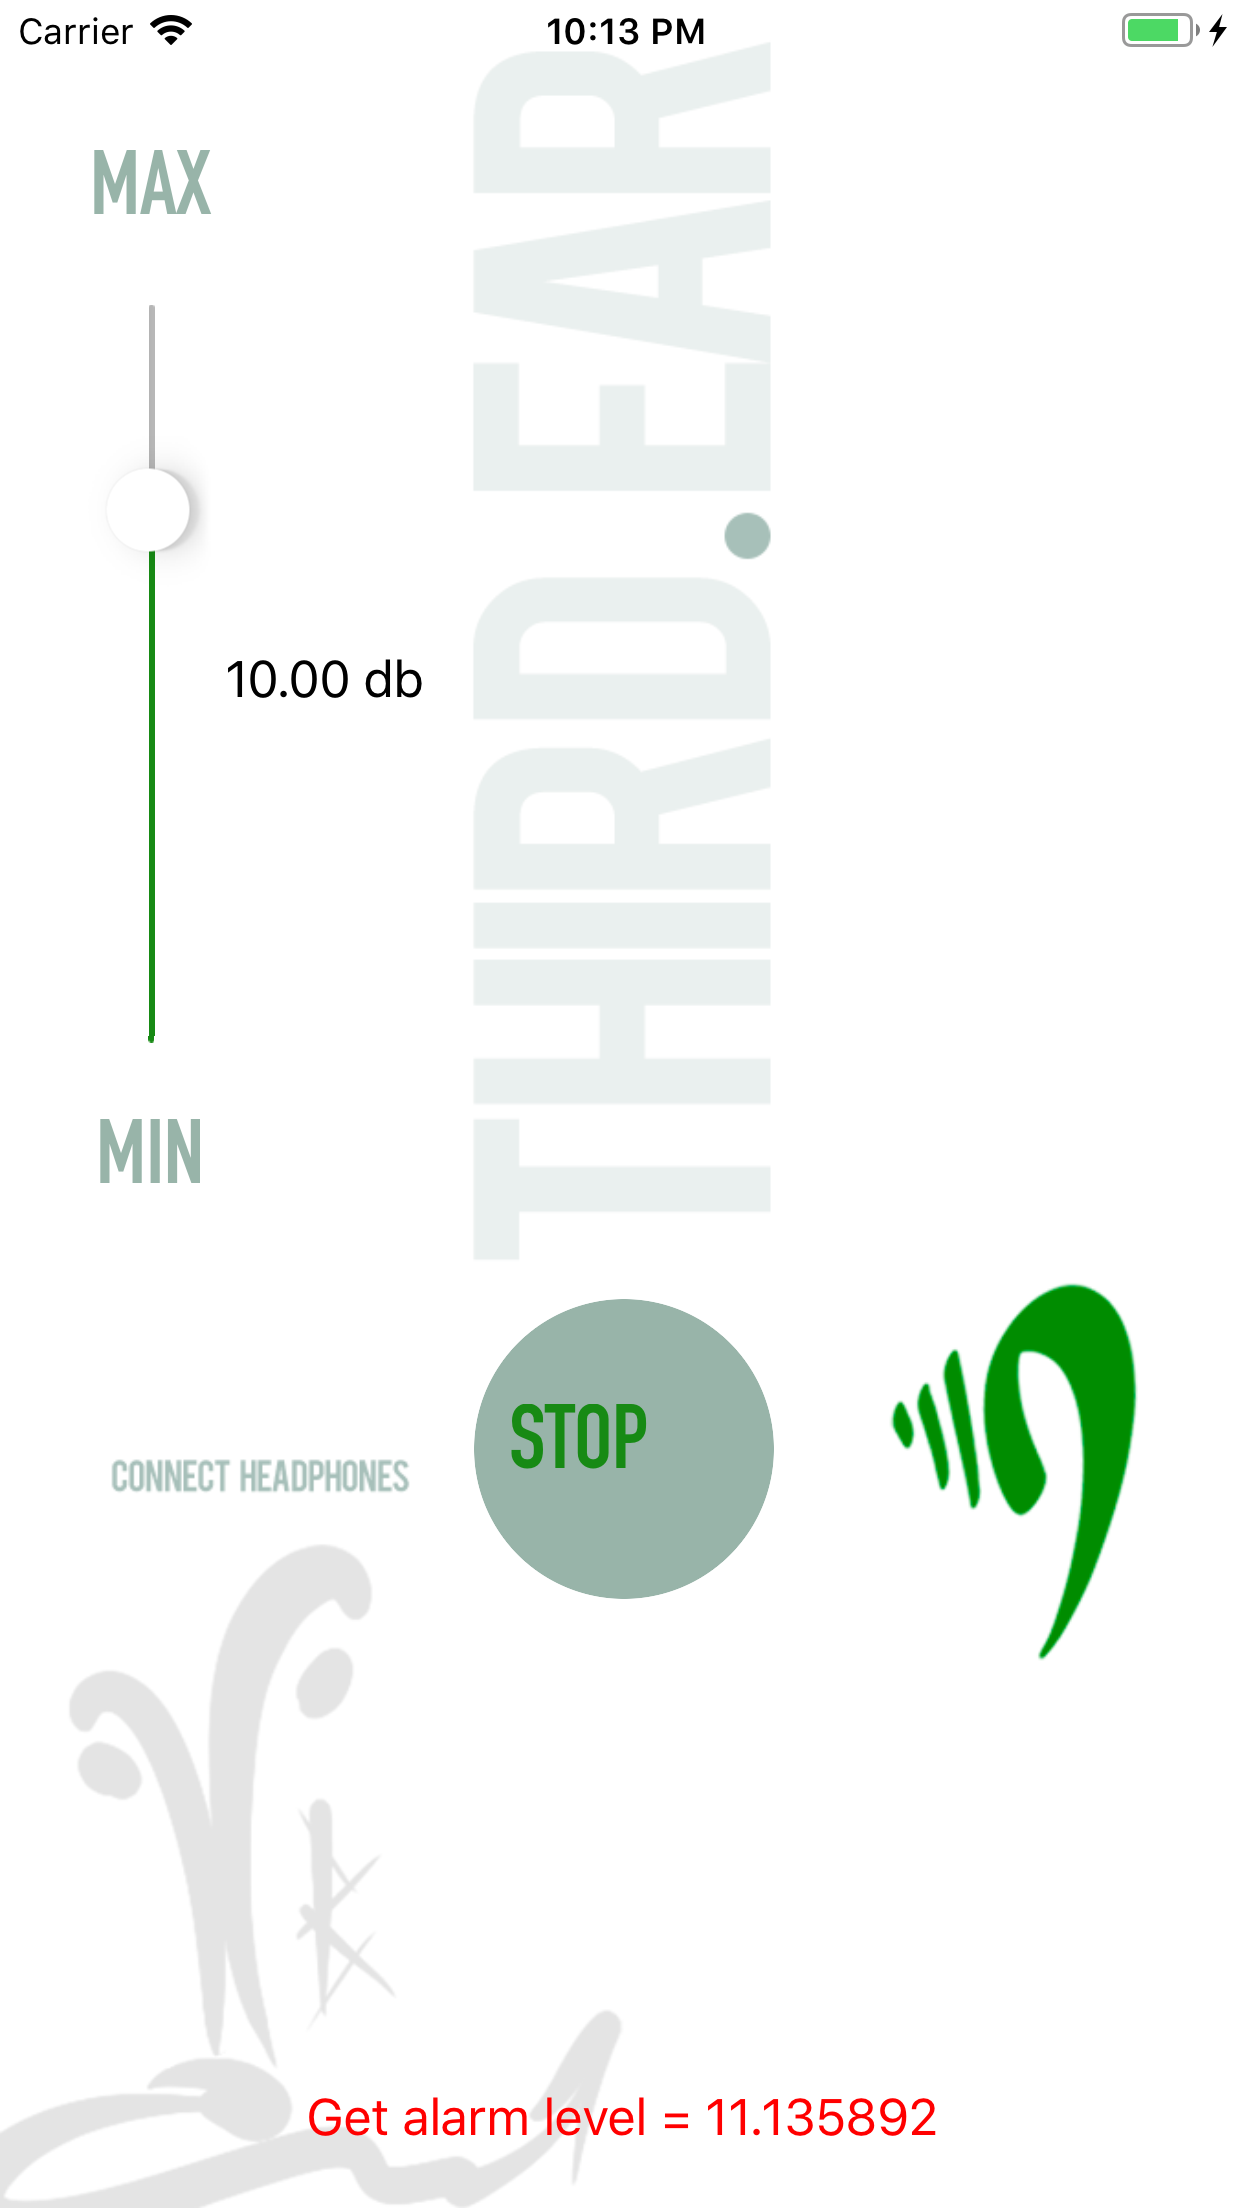 Carrier 10:13 PM
MAX
THIRD.EAR
10.00 db
MIN
STOP
CONNECT HEADPHONES
Get alarm level = 11.135892